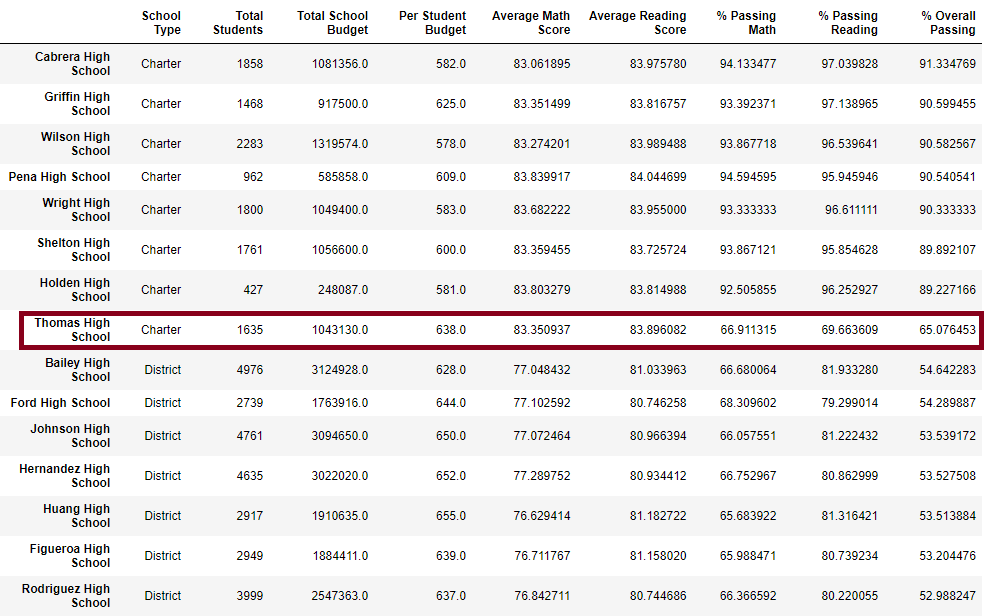 School Type Total Students Total School Budget Per Student Budget Average Math Score Average Reading Score % Passing Math % Passing Reading % Overall Passing
Cabrera High School Charter 1858 1081356.0 582.0 83.061895 83.975780 94.133477 97.039828 91.334769
Griffin High School Charter 1468 917500.0 625.0 83.351499 83.816757 93.392371 97.138965 90.599455
Wilson High School Charter 2283 1319574.0 578.0 83.274201 83.989488 93.867718 96.539641 90.582567
Pena High School Charter 962 585858.0 609.0 83.839917 84.044699 94.594595 95.945946 90.540541
Wright High School Charter 1800 1049400.0 583.0 83.682222 83.955000 93.333333 96.611111 90.333333
Shelton High School Charter 1761 1056600.0 600.0 83.359455 83.725724 93.867121 95.854628 89.892107
Holden High School Charter 427 248087.0 581.0 83.803279 83.814988 92.505855 96.252927 89.227166
Thomas High School Charter 1635 1043130.0 638.0 83.350937 83.896082 66.911315 69.663609 65.076453
Bailey High School District 4976 3124928.0 628.0 77.048432 81.033963 66.680064 81.933280 54.642283
Ford High School District 2739 1763916.0 644.0 77.102592 80.746258 68.309602 79.299014 54.289887
Johnson High School District 4761 3094650.0 650.0 77.072464 80.966394 66.057551 81.222432 53.539172
Hernandez High School District 4635 3022020.0 652.0 77.289752 80.934412 66.752967 80.862999 53.527508
Huang High School District 2917 1910635.0 655.0 76.629414 81.182722 65.683922 81.316421 53.513884
Figueroa High School District 2949 1884411.0 639.0 76.711767 81.158020 65.988471 80.739234 53.204476
Rodriguez High School District 3999 2547363.0 637.0 76.842711 80.744686 66.366592 80.220055 52.988247